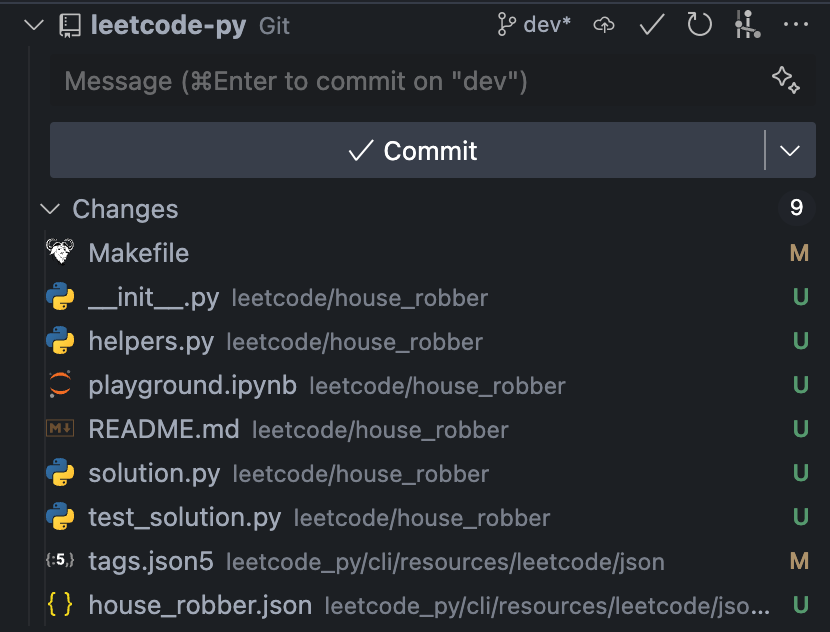 leetcode-py Git dev*
Message (⌘Enter to commit on "dev")
Commit
Changes 9
Makefile M
__init__.py leetcode/house_robber U
helpers.py leetcode/house_robber U
playground.ipynb leetcode/house_robber U
M↓ README.md leetcode/house_robber U
solution.py leetcode/house_robber U
test_solution.py leetcode/house_robber U
{:5,} tags.json5 leetcode_py/cli/resources/leetcode/json M
{ } house_robber.json leetcode_py/cli/resources/leetcode/jso... U